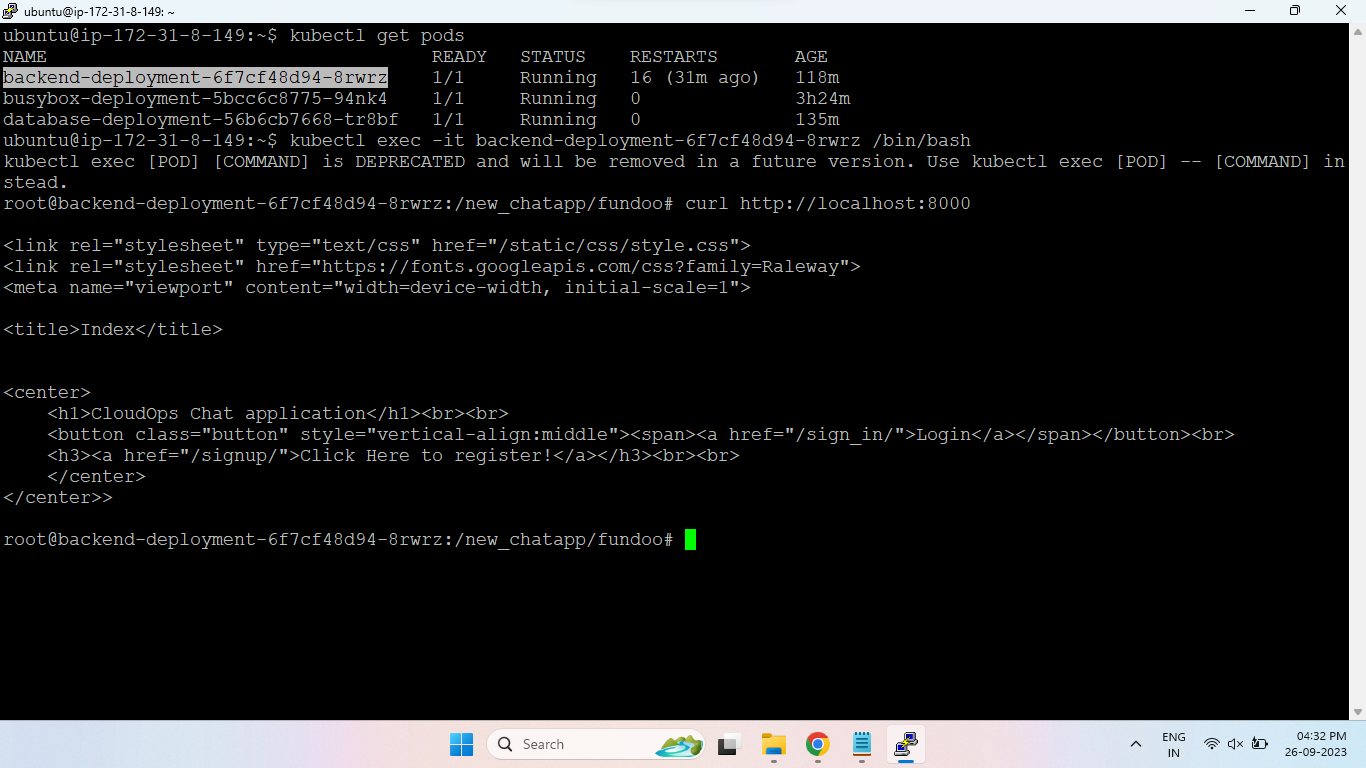 ubuntu@ip-172-31-8-149: ~
ubuntu@ip-172-31-8-149:~$ kubectl get pods
NAME READY STATUS RESTARTS AGE
backend-deployment-6f7cf48d94-8rwrz 1/1 Running 16 (31m ago) 118m
busybox-deployment-5bcc6c8775-94nk4 1/1 Running 0 3h24m
database-deployment-56b6cb7668-tr8bf 1/1 Running 0 135m
ubuntu@ip-172-31-8-149:~$ kubectl exec -it backend-deployment-6f7cf48d94-8rwrz /bin/bash
kubectl exec [POD] [COMMAND] is DEPRECATED and will be removed in a future version. Use kubectl exec [POD] -- [COMMAND] in
stead.
root@backend-deployment-6f7cf48d94-8rwrz:/new_chatapp/fundoo# curl http://localhost:8000
<link rel="stylesheet" type="text/css" href="/static/css/style.css">
<link rel="stylesheet" href="https://fonts.googleapis.com/css?family=Raleway">
<meta name="viewport" content="width=device-width, initial-scale=1">
<title>Index</title>
<center>
<h1>CloudOps Chat application</h1><br><br>
<button class="button" style="vertical-align:middle"><span><a href="/sign_in/">Login</a></span></button><br>
<h3><a href="/signup/">Click Here to register!</a></h3><br><br>
</center>
</center>>
root@backend-deployment-6f7cf48d94-8rwrz:/new_chatapp/fundoo#
Search
ENG
IN
04:32 PM
26-09-2023